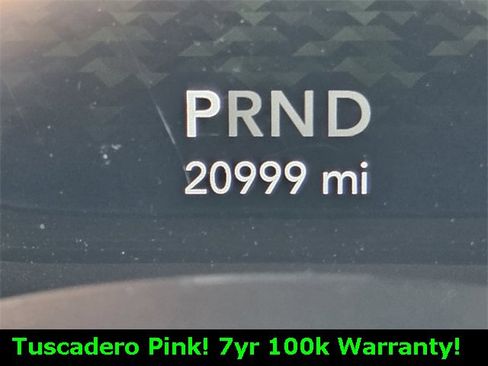 PRND
20999 mi
Tuscadero Pink! 7yr 100k Warranty!